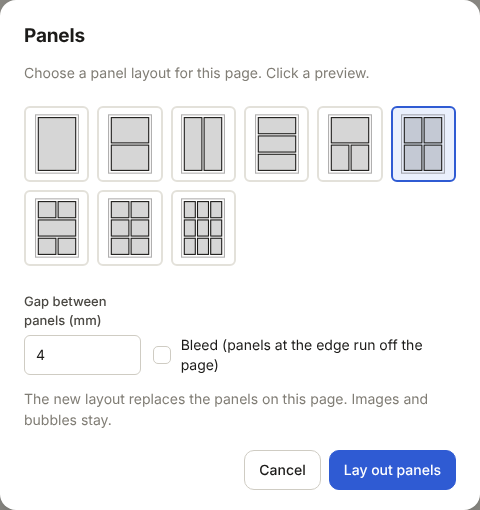 Panels
Choose a panel layout for this page. Click a preview.
Gap between
panels (mm)
4
Bleed (panels at the edge run off the
page)
The new layout replaces the panels on this page. Images and
bubbles stay.
Cancel
Lay out panels